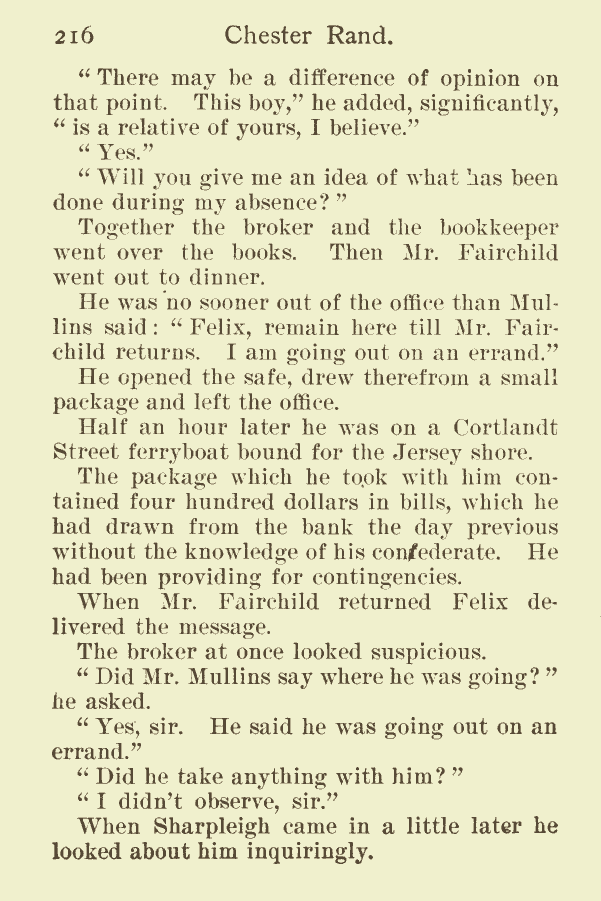 216 Chester Rand.
“ There may be a difference of opinion on
that point. This boy,” he added, significantly,
“ is a relative of yours, I believe.”
“ Yes.”
“ Will you give me an idea of what has been
done during my absence? ”
Together the broker and the bookkeeper
went over the books. Then Mr. Fairchild
went out to dinner.
He was no sooner out of the office than Mul-
lins said: “ Felix, remain here till Mr. Fair-
child returns. I am going out on an errand.”
He opened the safe, drew therefrom a small
package and left the office.
Half an hour later he was on a Cortlandt
Street ferryboat bound for the Jersey shore.
The package which he took with him con-
tained four hundred dollars in bills, which he
had drawn from the bank the day previous
without the knowledge of his confederate. He
had been providing for contingencies.
When Mr. Fairchild returned Felix de-
livered the message.
The broker at once looked suspicious.
“ Did Mr. Mullins say where he was going? ”
he asked.
“ Yes, sir. He said he was going out on an
errand.”
“ Did he take anything with him? ”
“ I didn’t observe, sir.”
When Sharpleigh came in a little later he
looked about him inquiringly.